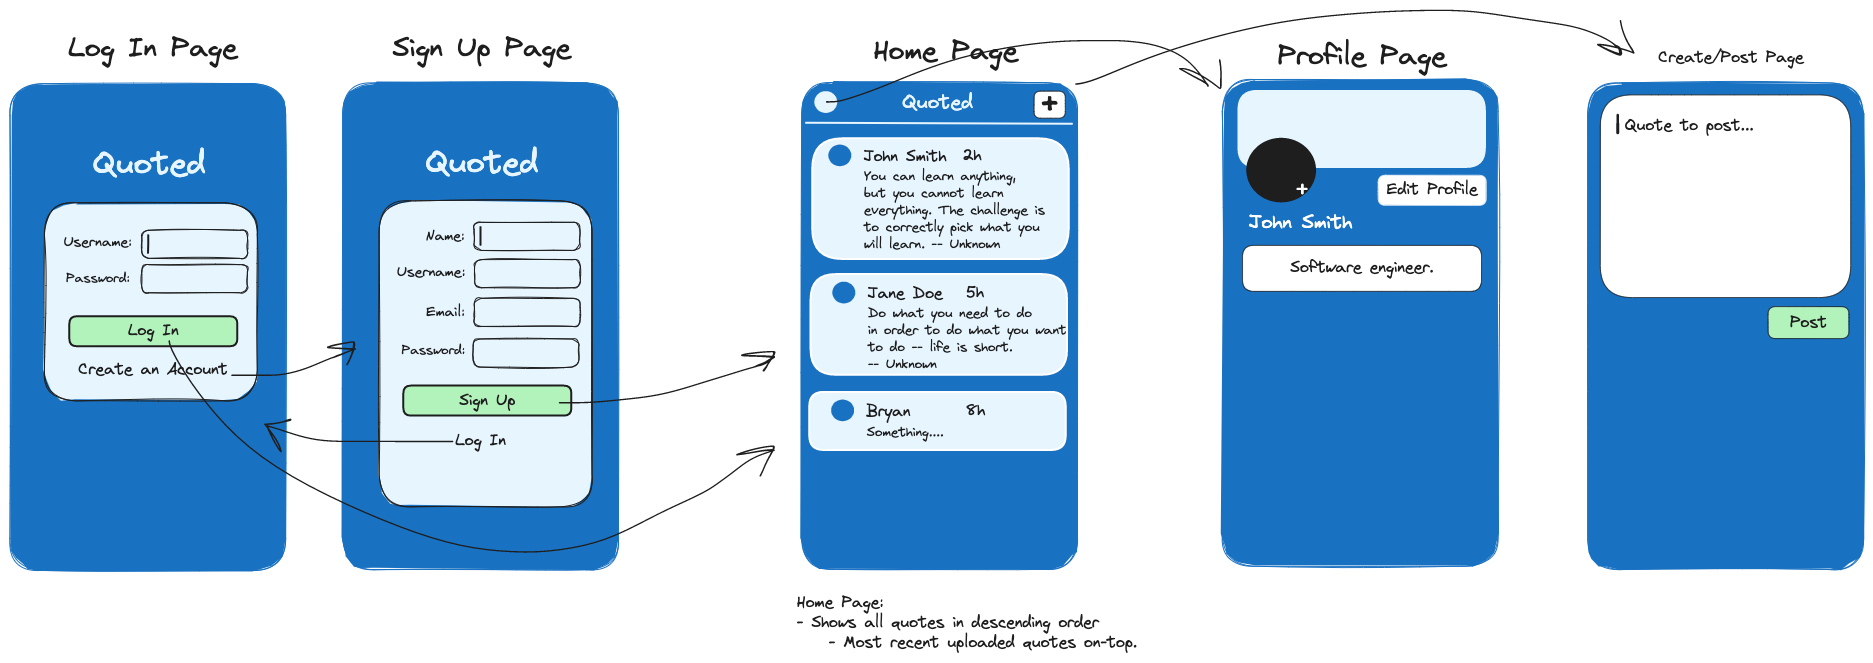 Log In Page
Quoted
Username:
Password:
Log In
Create an Account
Sign Up Page
Quoted
Name:
Username:
Email:
Password:
Sign Up
Log In
Home Page
Quoted
+
John Smith 2h
You can learn anything,
but you cannot learn
everything. The challenge is
to correctly pick what you
will learn. -- Unknown
Jane Doe 5h
Do what you need to do
in order to do what you want
to do -- life is short.
-- Unknown
Bryan 8h
Something....
Home Page:
- Shows all quotes in descending order
- Most recent uploaded quotes on-top.
Profile Page
+
Edit Profile
John Smith
Software engineer.
Create/Post Page
Quote to post...
Post